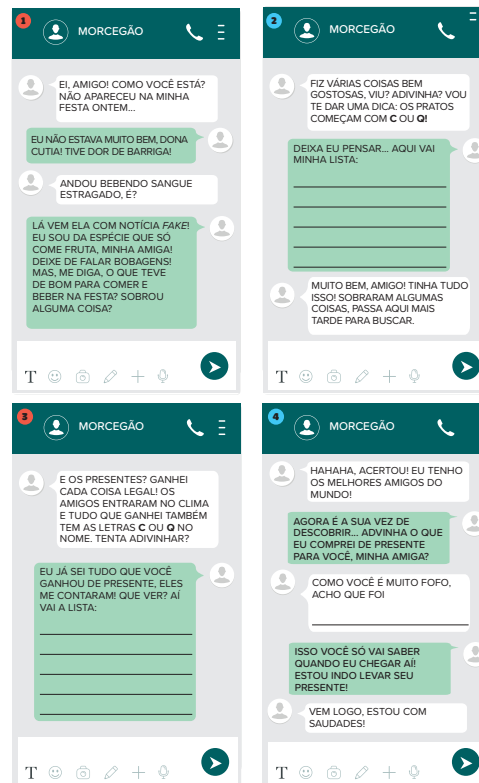 1
MORCEGÃO
EI, AMIGO! COMO VOCÊ ESTÁ?
NÃO APARECEU NA MINHA
FESTA ONTEM...
EU NÃO ESTAVA MUITO BEM, DONA
CUTIA! TIVE DOR DE BARRIGA!
ANDOU BEBENDO SANGUE
ESTRAGADO, É?
LÁ VEM ELA COM NOTÍCIA FAKE!
EU SOU DA ESPÉCIE QUE SÓ
COME FRUTA, MINHA AMIGA!
DEIXE DE FALAR BOBAGENS!
MAS, ME DIGA, O QUE TEVE
DE BOM PARA COMER E
BEBER NA FESTA? SOBROU
ALGUMA COISA?
T
2
MORCEGÃO
FIZ VÁRIAS COISAS BEM
GOSTOSAS, VIU? ADIVINHA? VOU
TE DAR UMA DICA: OS PRATOS
COMEÇAM COM C OU Q!
DEIXA EU PENSAR... AQUI VAI
MINHA LISTA:
MUITO BEM, AMIGO! TINHA TUDO
ISSO! SOBRARAM ALGUMAS
COISAS, PASSA AQUI MAIS
TARDE PARA BUSCAR.
T
3
MORCEGÃO
E OS PRESENTES? GANHEI
CADA COISA LEGAL! OS
AMIGOS ENTRARAM NO CLIMA
E TUDO QUE GANHEI TAMBÉM
TEM AS LETRAS C OU Q NO
NOME. TENTA ADIVINHAR?
EU JÁ SEI TUDO QUE VOCÊ
GANHOU DE PRESENTE, ELES
ME CONTARAM! QUE VER? AÍ
VAI A LISTA:
T
4
MORCEGÃO
HAHAHA, ACERTOU! EU TENHO
OS MELHORES AMIGOS DO
MUNDO!
AGORA É A SUA VEZ DE
DESCOBRIR... ADVINHA O QUE
EU COMPREI DE PRESENTE
PARA VOCÊ, MINHA AMIGA?
COMO VOCÊ É MUITO FOFO,
ACHO QUE FOI
ISSO VOCÊ SÓ VAI SABER
QUANDO EU CHEGAR AÍ!
ESTOU INDO LEVAR SEU
PRESENTE!
VEM LOGO, ESTOU COM
SAUDADES!
T